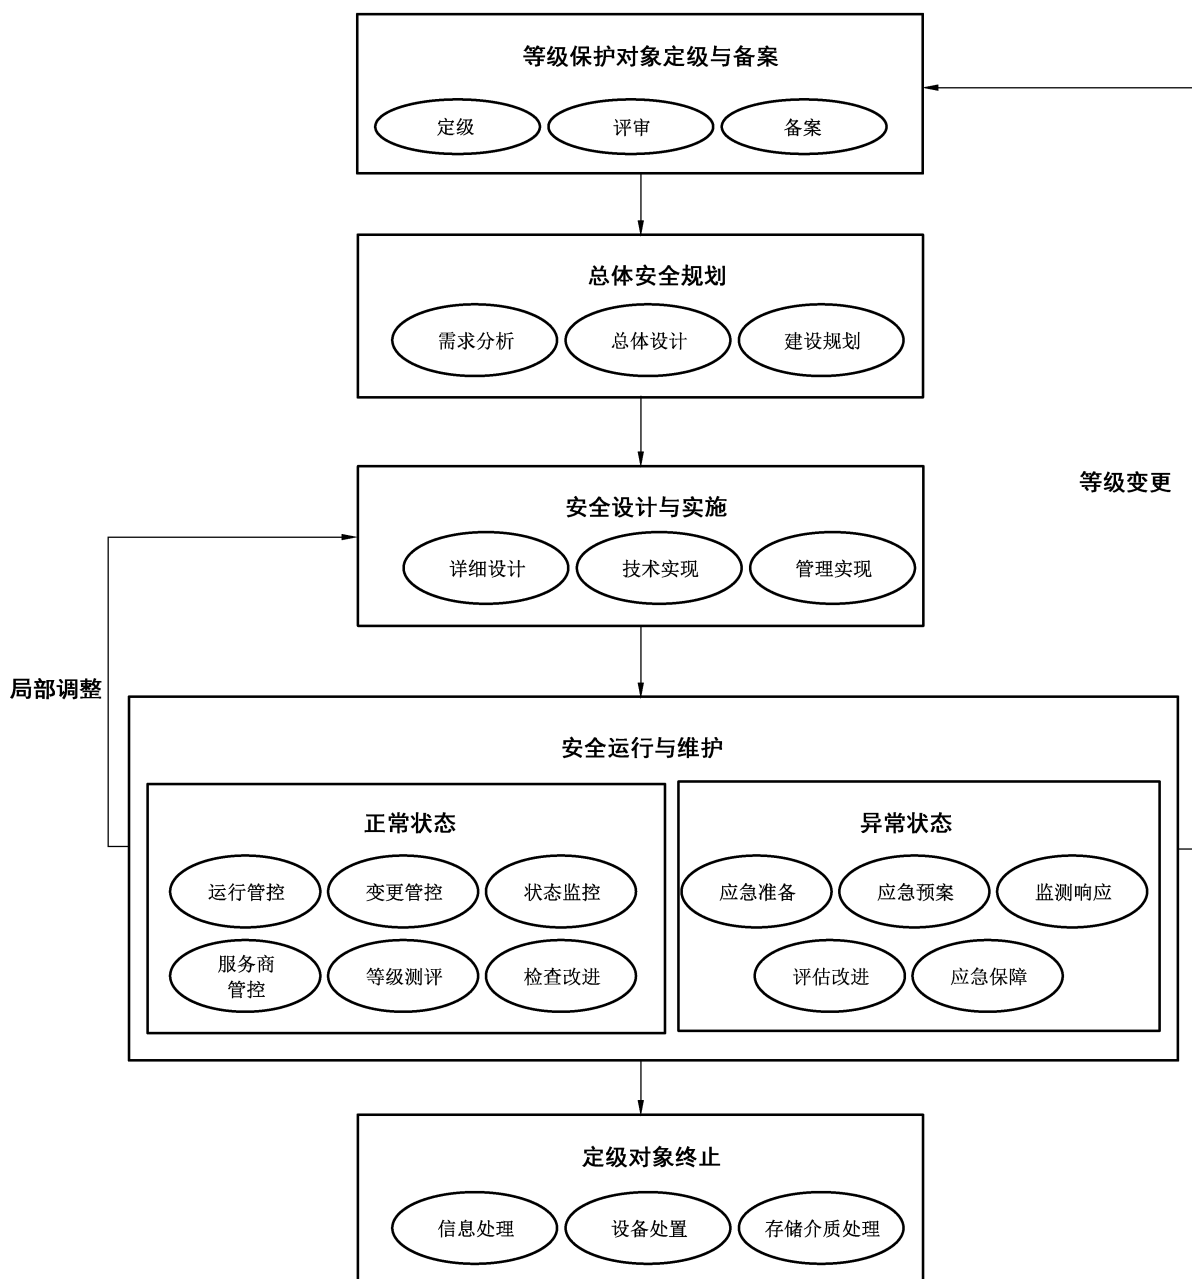 等级保护对象定级与备案
定级
评审
备案
总体安全规划
需求分析
总体设计
建设规划
等级变更
安全设计与实施
详细设计
技术实现
管理实现
局部调整
安全运行与维护
正常状态
运行管控
变更管控
状态监控
服务商
管控
等级测评
检查改进
异常状态
应急准备
应急预案
监测响应
评估改进
应急保障
定级对象终止
信息处理
设备处置
存储介质处理